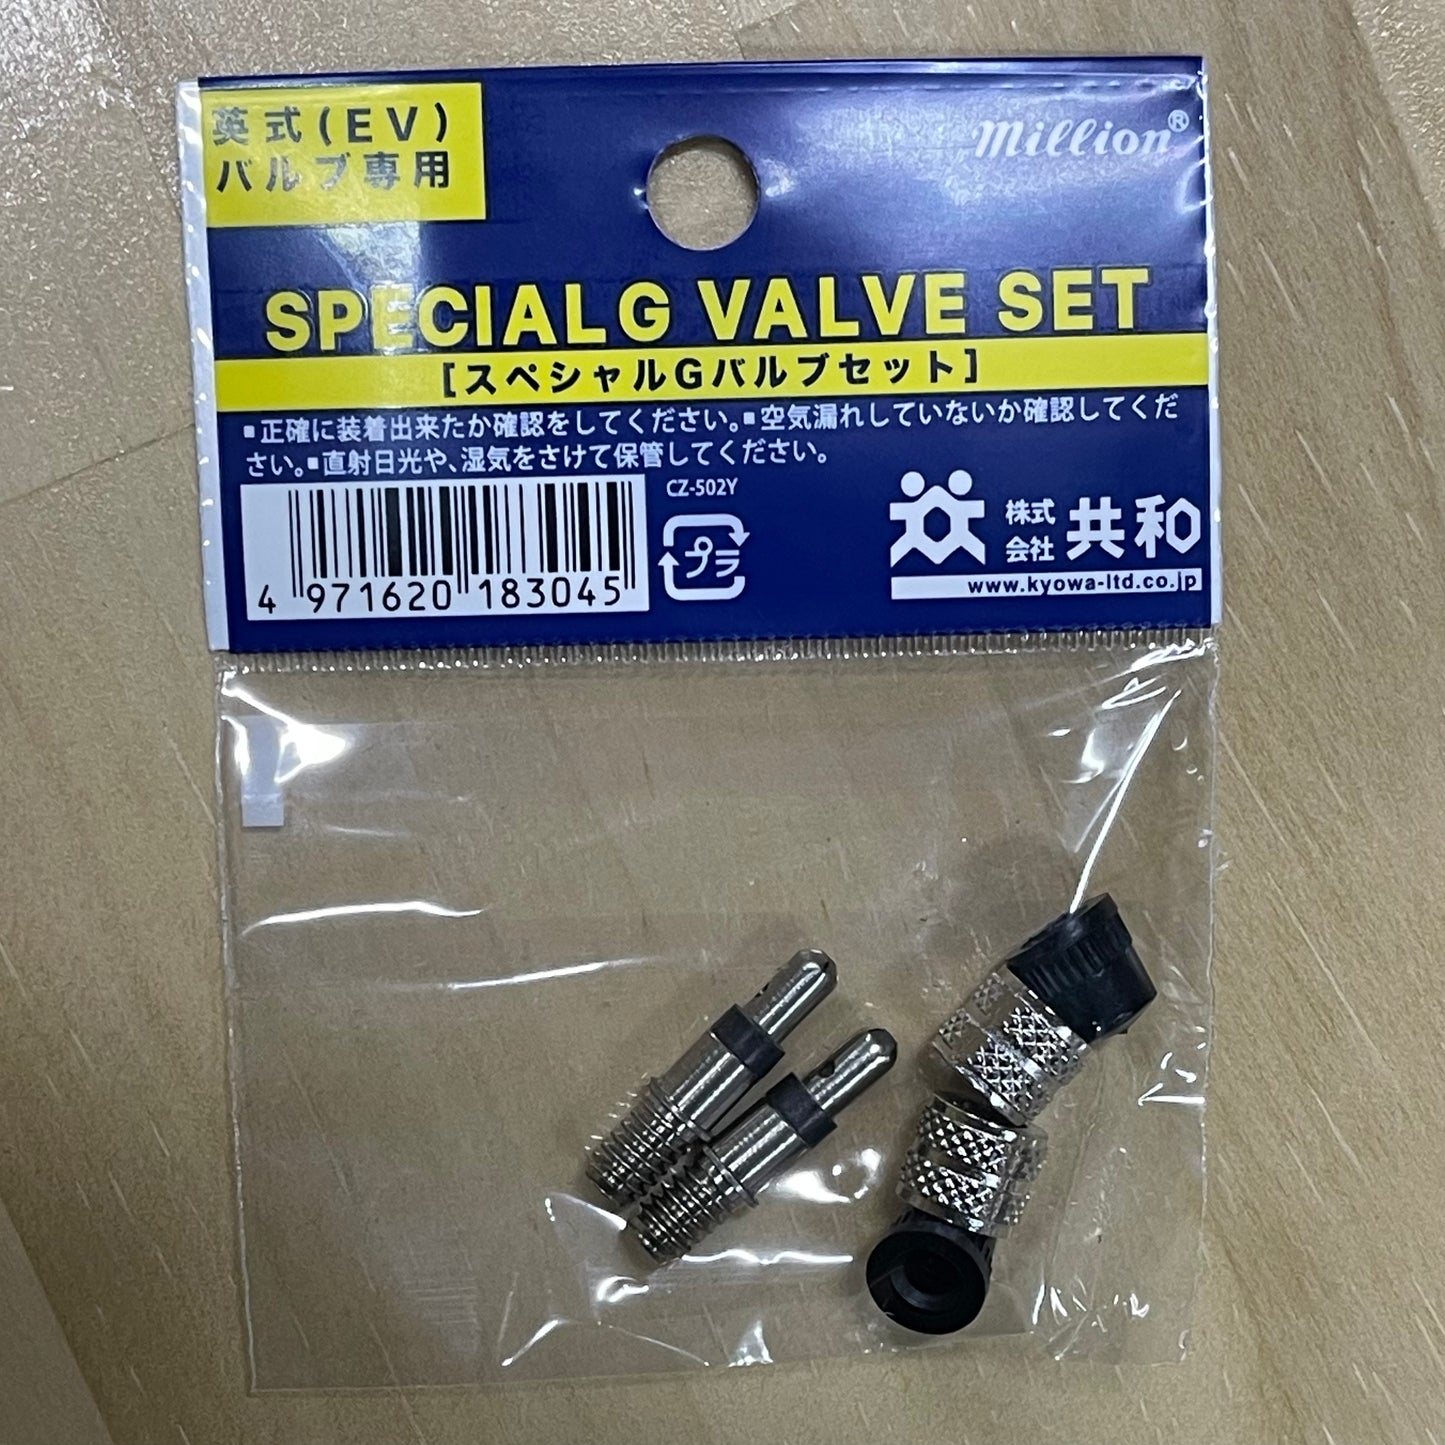 英式(EV)
バルブ専用
million®
SPECIAL G VALVE SET
[スペシャルGバルブセット]
■正確に装着出来たか確認をしてください。■空気漏れしていないか確認してくだ
さい。■直射日光や、湿気をさけて保管してください。
CZ-502Y
プラ
4 971620 183045
株式
会社 共和
www.kyowa-ltd.co.jp